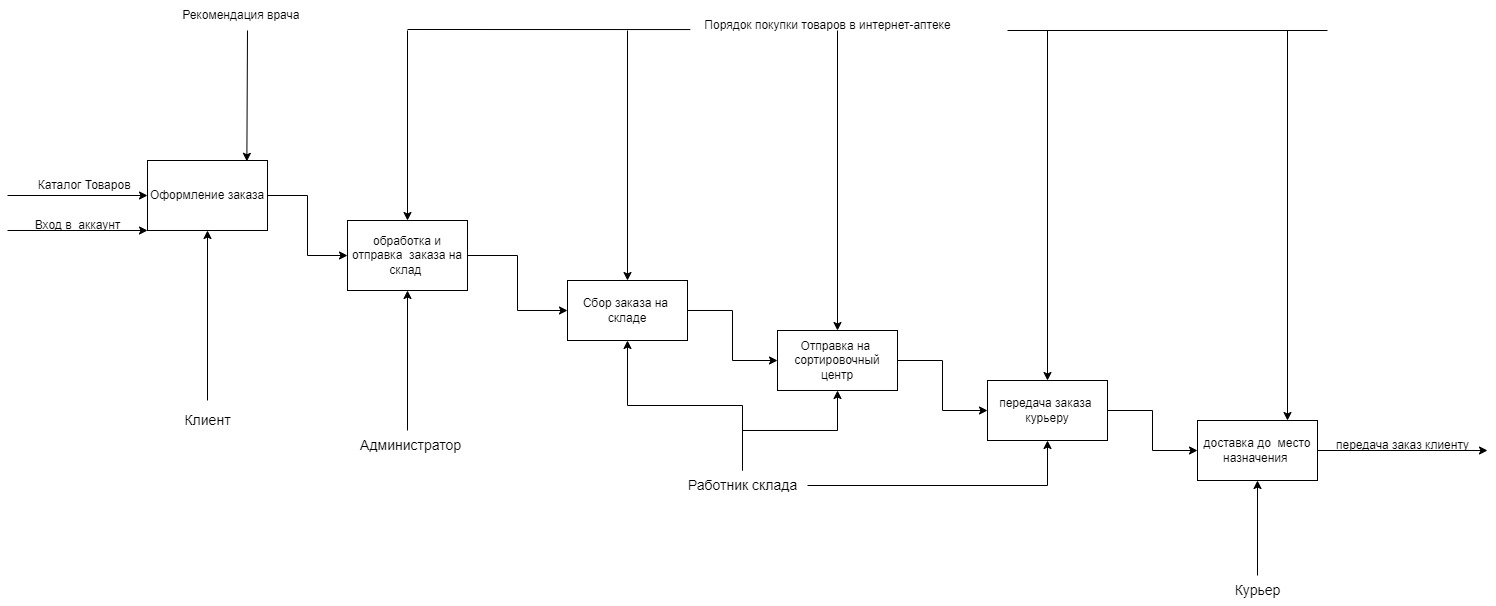 Рекомендация врача
Порядок покупки товаров в интернет-аптеке
Каталог Товаров
Вход в аккаунт
Оформление заказа
обработка и
отправка заказа на
склад
Сбор заказа на
складе
Отправка на
сортировочный
центр
передача заказа
курьеру
доставка до место
назначения
передача заказ клиенту
Клиент
Администратор
Работник склада
Курьер